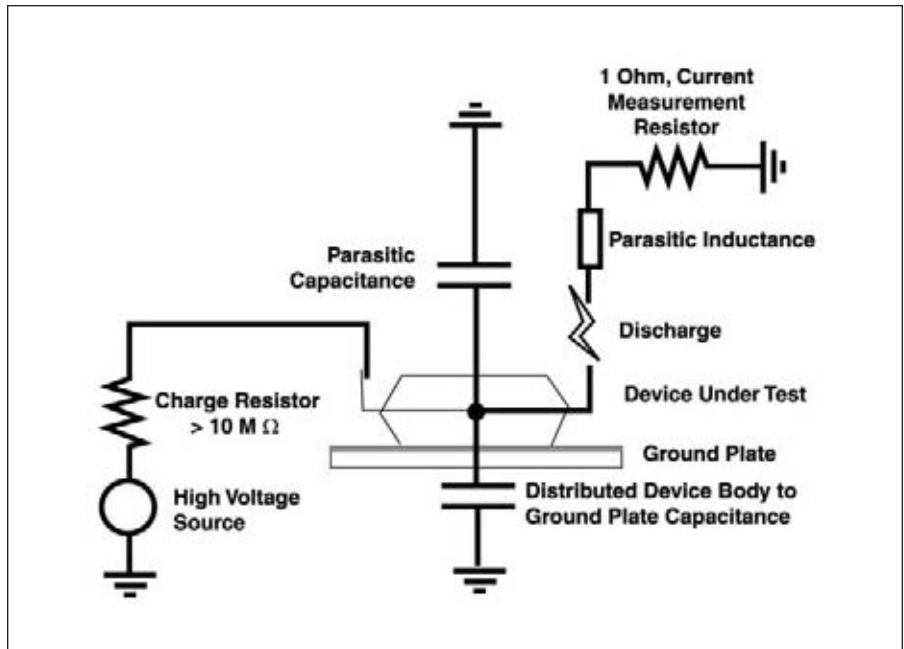 1 Ohm, Current
Measurement
Resistor
Parasitic Inductance
Parasitic
Capacitance
Discharge
Charge Resistor
> 10 M Ω
Device Under Test
Ground Plate
High Voltage
Source
Distributed Device Body to
Ground Plate Capacitance